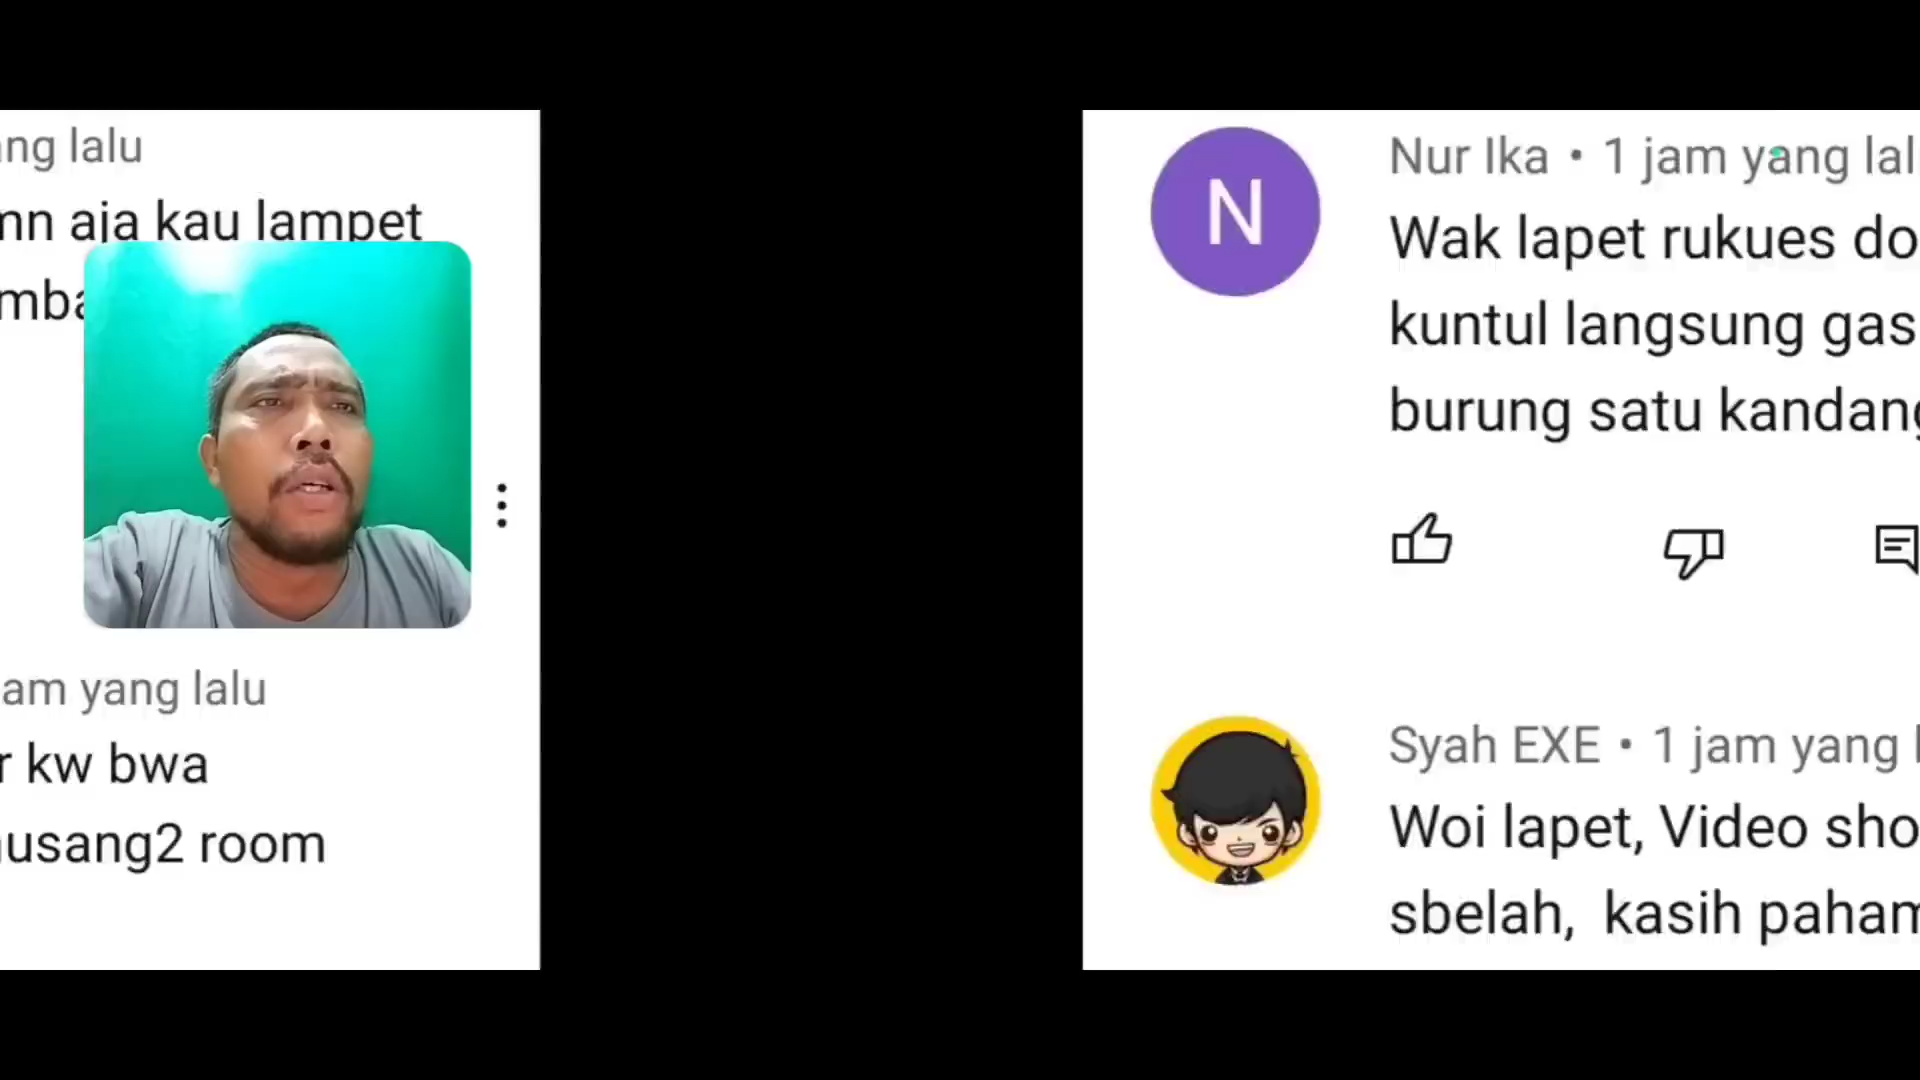 ng lalu
mn aja kau lampet
mba
am yang lalu
r kw bwa
usang2 room
N
Nur Ika • 1 jam yang lal
Wak lapet rukues do
kuntul langsung gas
burung satu kandang
Syah EXE • 1 jam yang l
Woi lapet, Video sho
sbelah, kasih paham